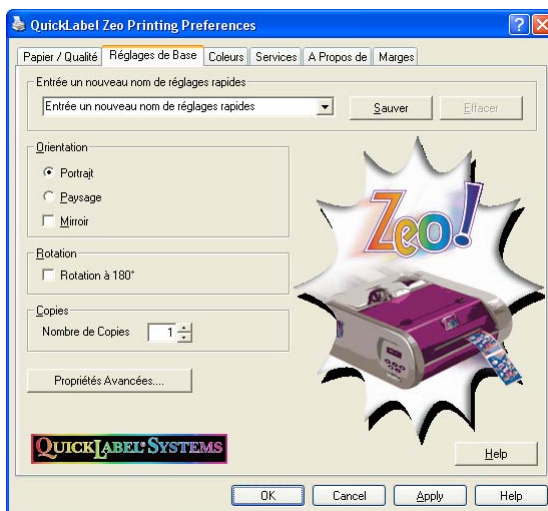 QuickLabel Zeo Printing Preferences
Papier / Qualité Réglages de Base Coleurs Services A Propos de Marges
Entrée un nouveau nom de réglages rapides
Entrée un nouveau nom de réglages rapides Sauver Effacer
Orientation
Portrait
Paysage
Mirroir
Zeo!
Rotation
Rotation à 180°
Copies
Nombre de Copies 1
Propriétés Avancées....
QUICKLABEL SYSTEMS
Help
OK Cancel Apply Help